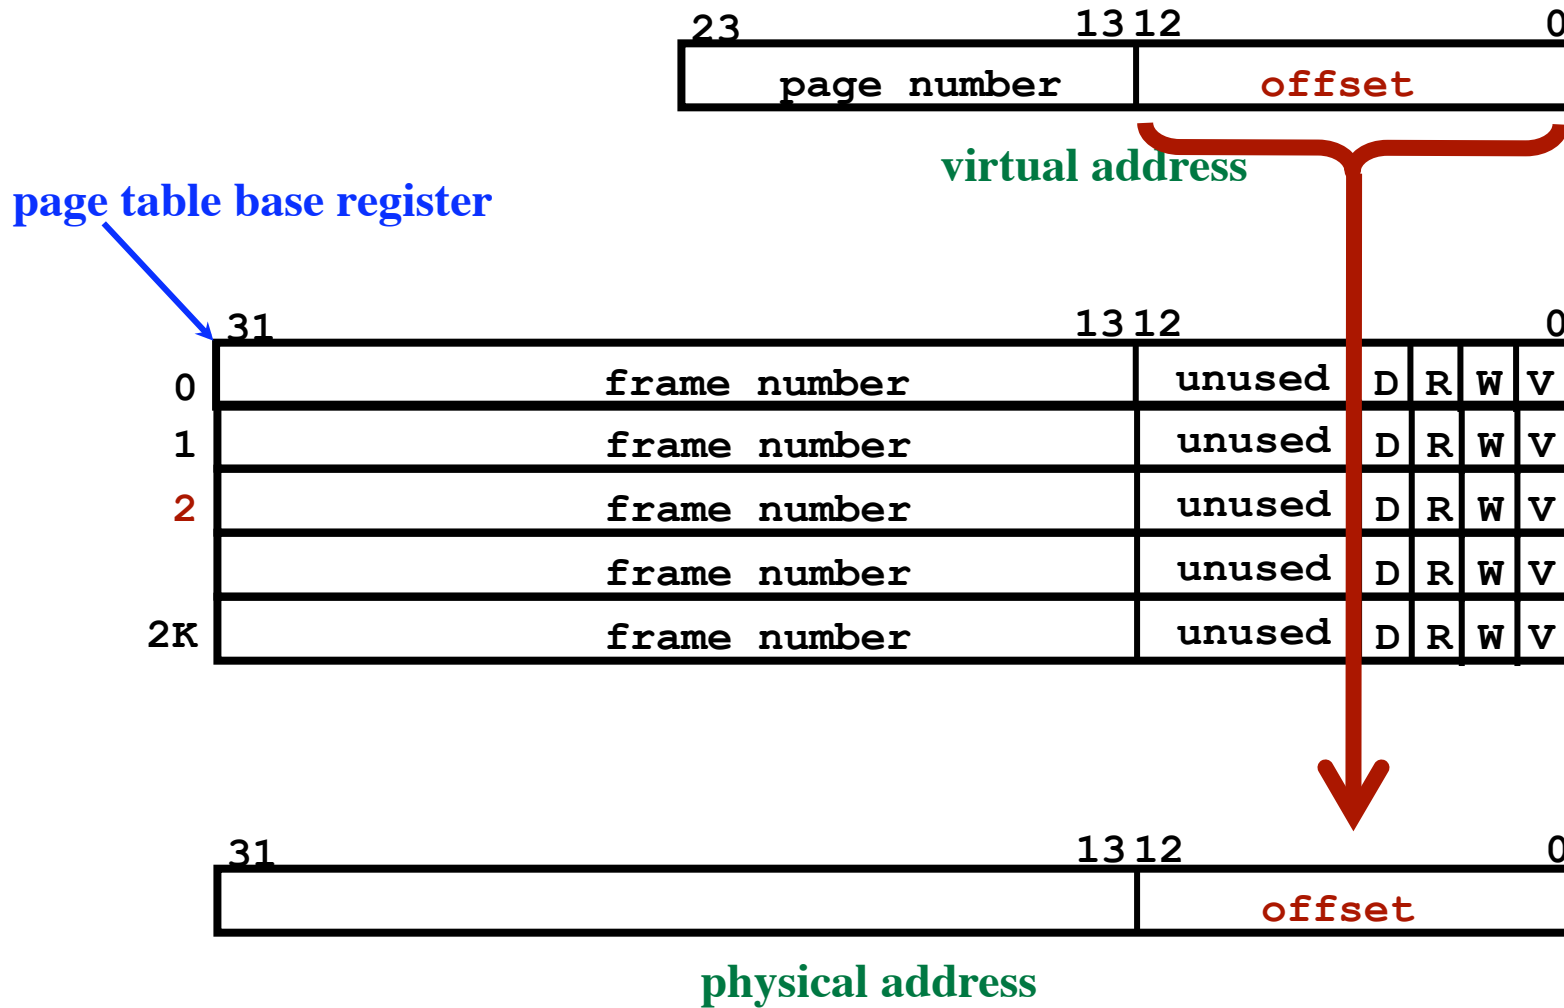 23 13 12 0
page number offset
virtual address
page table base register
31 13 12 0
0 frame number unused D R W V
1 frame number unused D R W V
2 frame number unused D R W V
frame number unused D R W V
2K frame number unused D R W V
31 13 12 0
offset
physical address